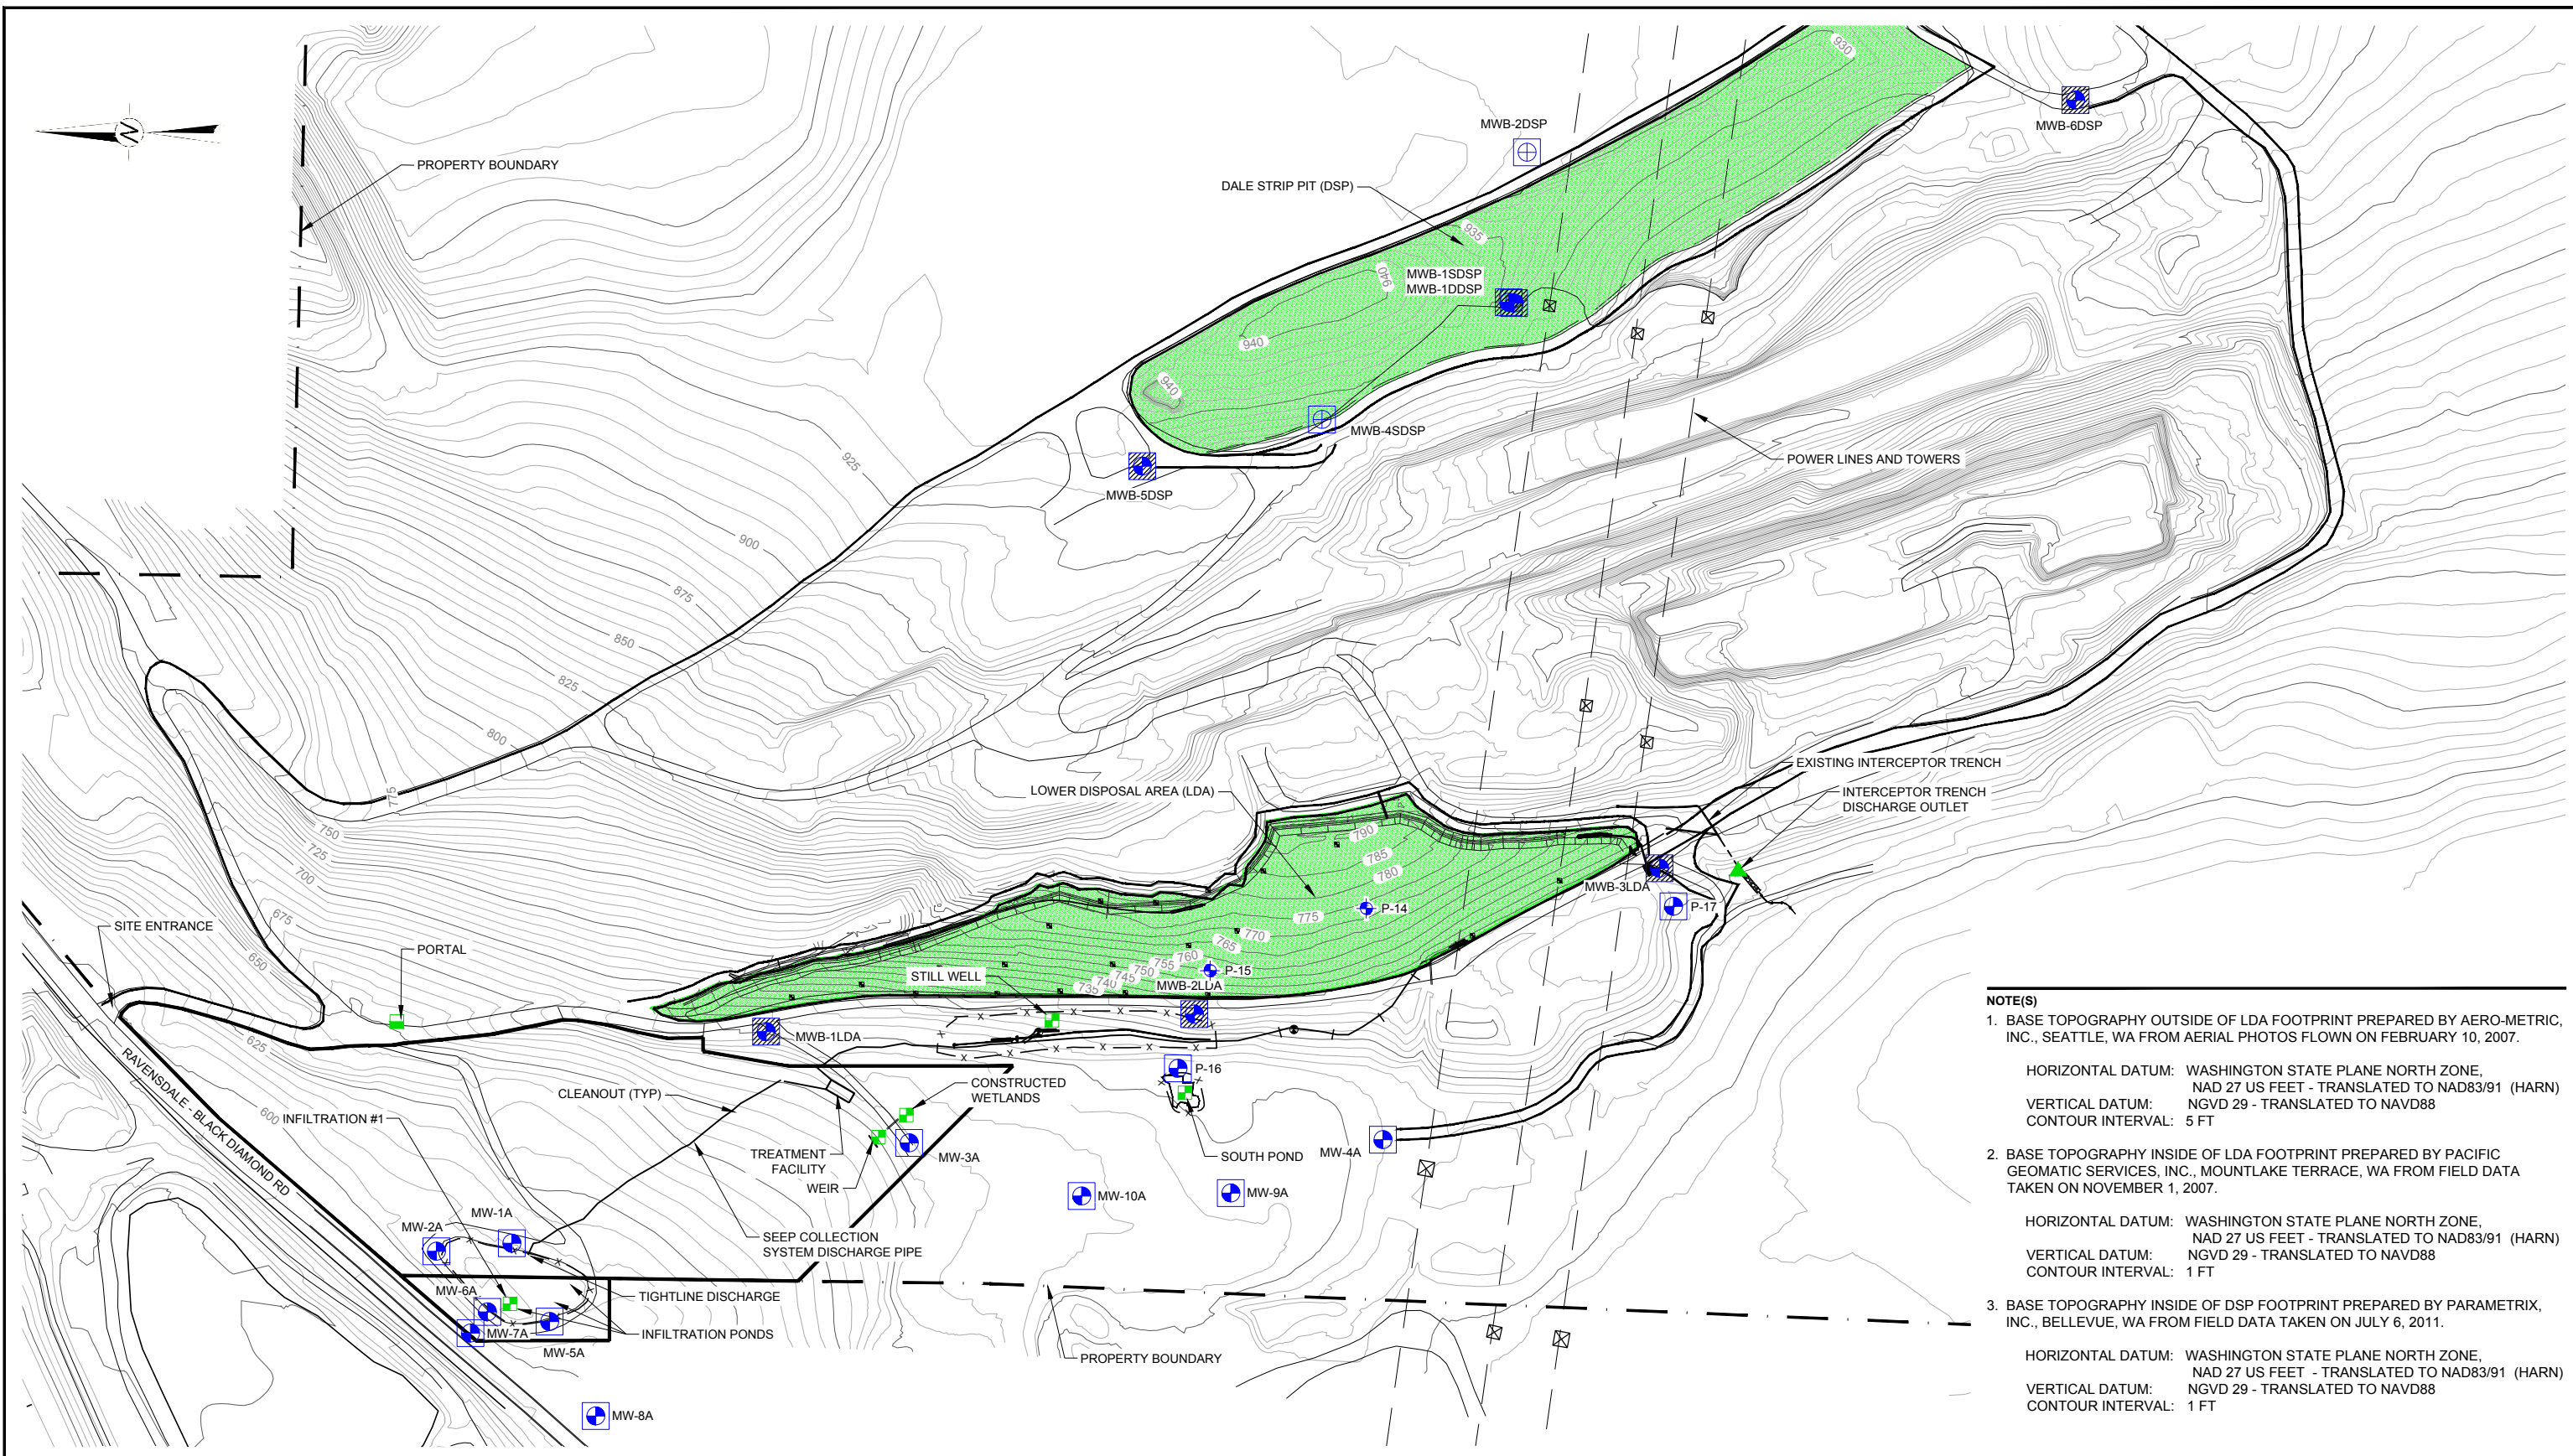 930
MWB-6DSP
MWB-2DSP
PROPERTY BOUNDARY
DALE STRIP PIT (DSP)
935
940
MWB-1SDSP
MWB-1DDSP
940
940
MWB-4SDSP
MWB-5DSP
POWER LINES AND TOWERS
925
900
875
850
825
800
775
750
725
700
675
650
625
600
EXISTING INTERCEPTOR TRENCH
INTERCEPTOR TRENCH
DISCHARGE OUTLET
LOWER DISPOSAL AREA (LDA)
790
785
780
775
770
765
760
755
750
745
740
735
P-14
P-15
MWB-3LDA
P-17
SITE ENTRANCE
PORTAL
STILL WELL
MWB-2LDA
MWB-1LDA
P-16
CONSTRUCTED
WETLANDS
CLEANOUT (TYP)
INFILTRATION #1
RAVENSDALE - BLACK DIAMOND RD
TREATMENT
FACILITY
WEIR
MW-3A
SOUTH POND
MW-4A
MW-10A
MW-9A
MW-1A
MW-2A
SEEP COLLECTION
SYSTEM DISCHARGE PIPE
MW-6A
TIGHTLINE DISCHARGE
MW-7A
INFILTRATION PONDS
MW-5A
PROPERTY BOUNDARY
MW-8A
NOTE(S)
1. BASE TOPOGRAPHY OUTSIDE OF LDA FOOTPRINT PREPARED BY AERO-METRIC,
INC., SEATTLE, WA FROM AERIAL PHOTOS FLOWN ON FEBRUARY 10, 2007.
HORIZONTAL DATUM: WASHINGTON STATE PLANE NORTH ZONE,
NAD 27 US FEET - TRANSLATED TO NAD83/91 (HARN)
VERTICAL DATUM: NGVD 29 - TRANSLATED TO NAVD88
CONTOUR INTERVAL: 5 FT
2. BASE TOPOGRAPHY INSIDE OF LDA FOOTPRINT PREPARED BY PACIFIC
GEOMATIC SERVICES, INC., MOUNTLAKE TERRACE, WA FROM FIELD DATA
TAKEN ON NOVEMBER 1, 2007.
HORIZONTAL DATUM: WASHINGTON STATE PLANE NORTH ZONE,
NAD 27 US FEET - TRANSLATED TO NAD83/91 (HARN)
VERTICAL DATUM: NGVD 29 - TRANSLATED TO NAVD88
CONTOUR INTERVAL: 1 FT
3. BASE TOPOGRAPHY INSIDE OF DSP FOOTPRINT PREPARED BY PARAMETRIX,
INC., BELLEVUE, WA FROM FIELD DATA TAKEN ON JULY 6, 2011.
HORIZONTAL DATUM: WASHINGTON STATE PLANE NORTH ZONE,
NAD 27 US FEET - TRANSLATED TO NAD83/91 (HARN)
VERTICAL DATUM: NGVD 29 - TRANSLATED TO NAVD88
CONTOUR INTERVAL: 1 FT